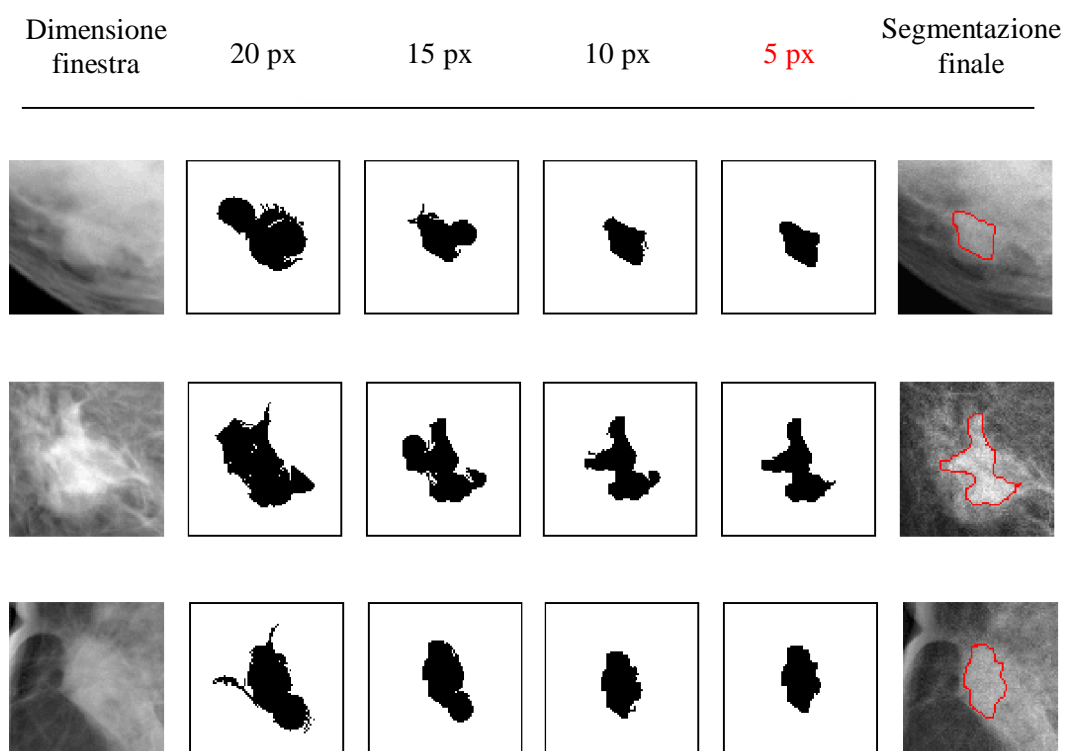 Dimensione
finestra
20 px
15 px
10 px
5 px
Segmentazione
finale